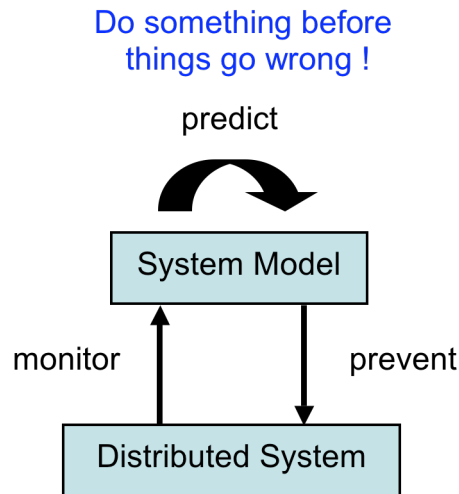 Do something before
things go wrong !
predict
System Model
monitor
prevent
Distributed System